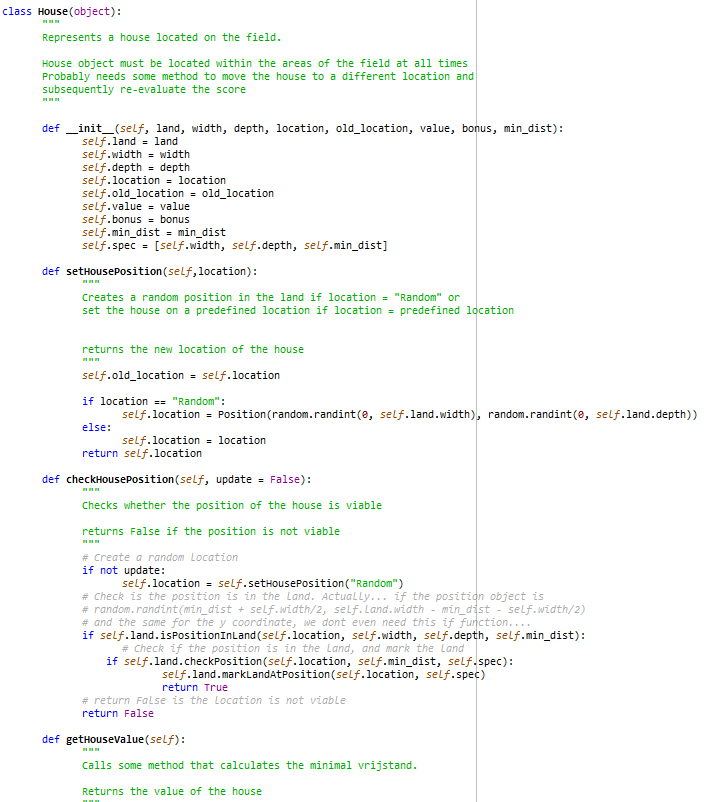 class House(object):
"""
Represents a house located on the field.
House object must be located within the areas of the field at all times
Probably needs some method to move the house to a different location and
subsequently re-evaluate the score
"""
def __init__(self, land, width, depth, location, old_location, value, bonus, min_dist):
self.land = land
self.width = width
self.depth = depth
self.location = location
self.old_location = old_location
self.value = value
self.bonus = bonus
self.min_dist = min_dist
self.spec = [self.width, self.depth, self.min_dist]
def setHousePosition(self,location):
"""
Creates a random position in the land if location = "Random" or
set the house on a predefined location if location = predefined location
returns the new location of the house
"""
self.old_location = self.location
if location == "Random":
self.location = Position(random.randint(0, self.land.width), random.randint(0, self.land.depth))
else:
self.location = location
return self.location
def checkHousePosition(self, update = False):
"""
Checks whether the position of the house is viable
returns False if the position is not viable
"""
# Create a random location
if not update:
self.location = self.setHousePosition("Random")
# Check is the position is in the land. Actually... if the position object is
# random.randint(min_dist + self.width/2, self.land.width - min_dist - self.width/2)
# and the same for the y coordinate, we dont even need this if function....
if self.land.isPositionInLand(self.location, self.width, self.depth, self.min_dist):
# Check if the position is in the land, and mark the land
if self.land.checkPosition(self.location, self.min_dist, self.spec):
self.land.markLandAtPosition(self.location, self.spec)
return True
# return False is the location is not viable
return False
def getHouseValue(self):
"""
Calls some method that calculates the minimal vrijstand.
Returns the value of the house
"""